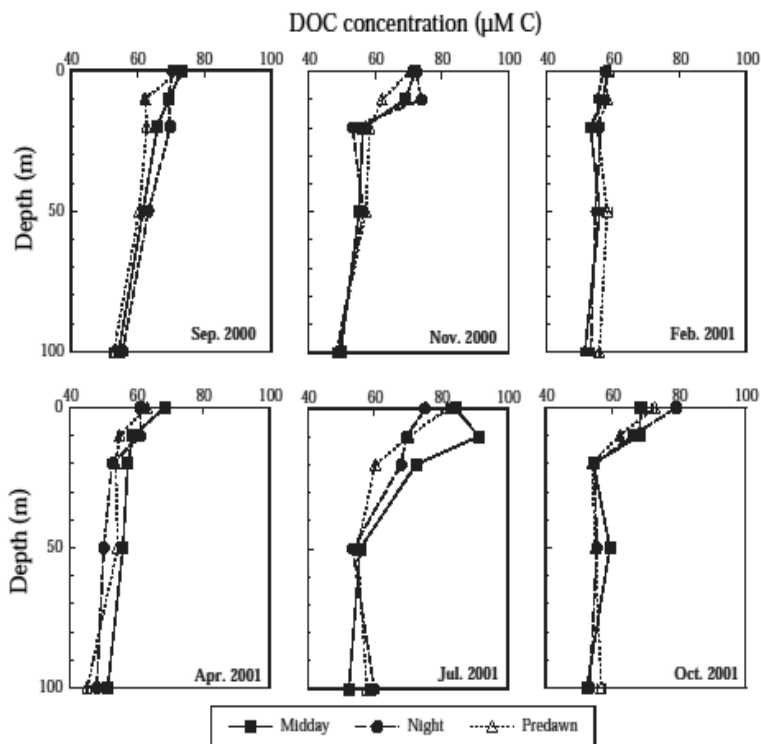 DOC concentration (μM C)
40 60 80 100 40 60 80 100 40 60 80 100
0
50
100
Depth (m)
Sep. 2000
Nov. 2000
Feb. 2001
40 60 80 100 40 60 80 100 40 60 80 100
0
50
100
Depth (m)
Apr. 2001
Jul. 2001
Oct. 2001
Midday Night Predawn